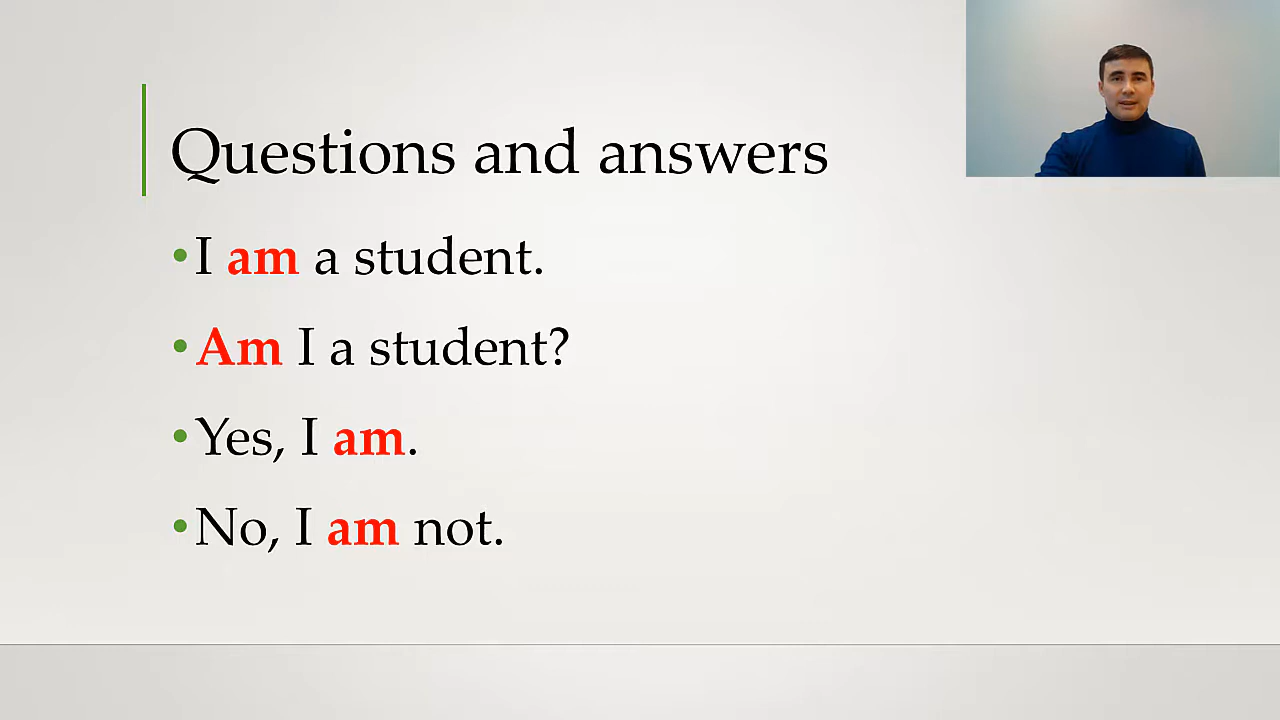 Questions and answers
•I am a student.
•Am I a student?
•Yes, I am.
•No, I am not.